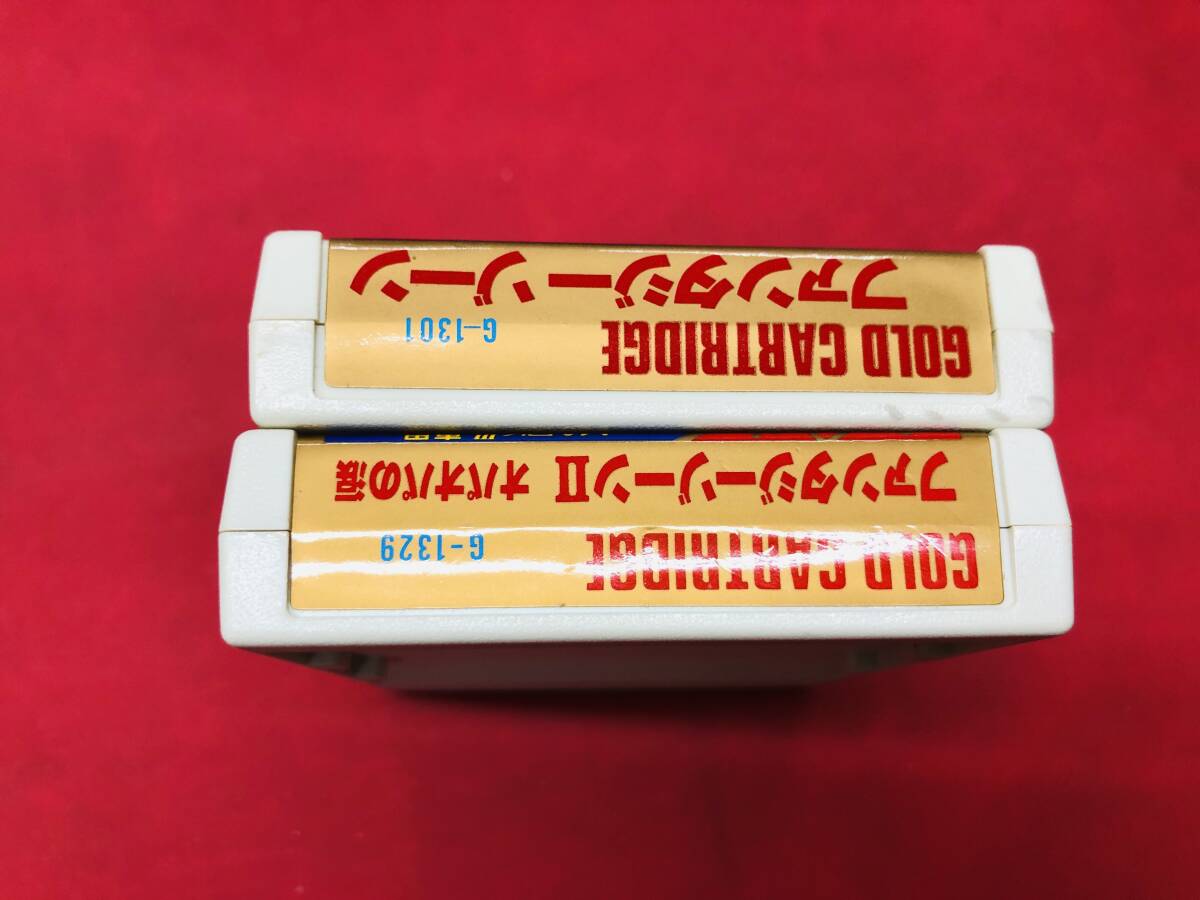 GOLD CARTRIDGE G-1301
ファンタジーゾーン
GOLD CARTRIDGE G-1329
ファンタジーゾーンII オパオパの涙